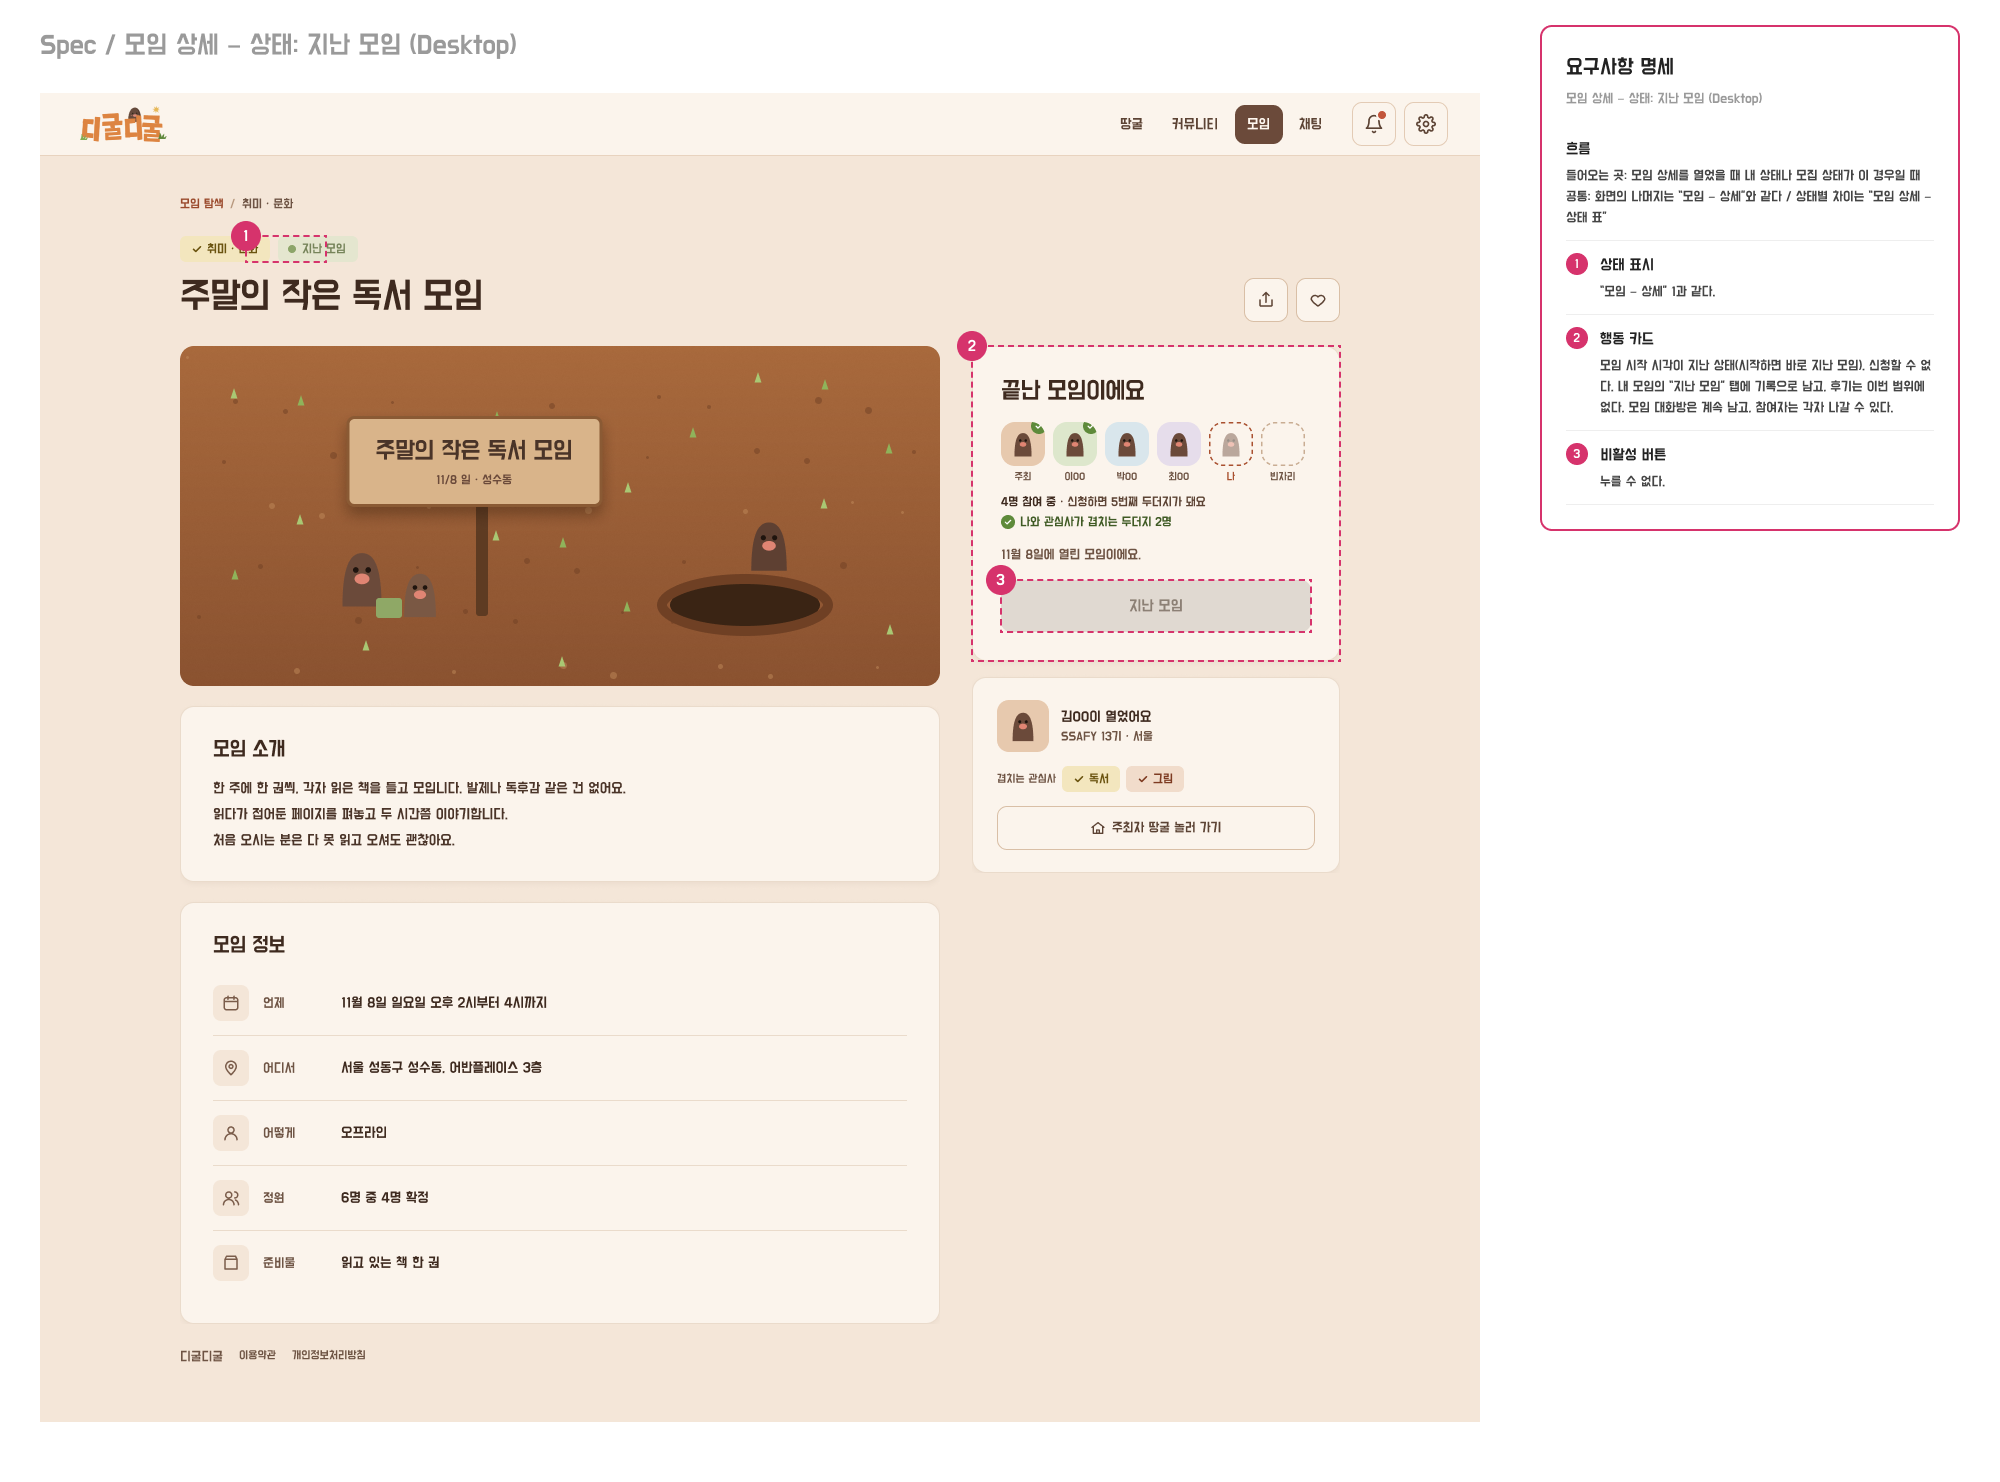 Spec / 모임 상세 – 상태: 지난 모임 (Desktop)
디굴디굴
땅굴
커뮤니티
모임
채팅
모임 탐색 / 취미 · 문화
1
취미 · 문화
지난 모임
주말의 작은 독서 모임
주말의 작은 독서 모임
11/8 일 · 성수동
2
끝난 모임이에요
주최
이OO
박OO
최OO
나
빈자리
4명 참여 중 · 신청하면 5번째 두더지가 돼요
나와 관심사가 겹치는 두더지 2명
11월 8일에 열린 모임이에요.
3
지난 모임
김OO이 열었어요
SSAFY 13기 · 서울
겹치는 관심사
독서
그림
주최자 땅굴 놀러 가기
모임 소개
한 주에 한 권씩, 각자 읽은 책을 들고 모입니다. 발제나 독후감 같은 건 없어요.
읽다가 접어둔 페이지를 펴놓고 두 시간쯤 이야기합니다.
처음 오시는 분은 다 못 읽고 오셔도 괜찮아요.
모임 정보
언제
11월 8일 일요일 오후 2시부터 4시까지
어디서
서울 성동구 성수동, 어반플레이스 3층
어떻게
오프라인
정원
6명 중 4명 확정
준비물
읽고 있는 책 한 권
디굴디굴
이용약관
개인정보처리방침
요구사항 명세
모임 상세 – 상태: 지난 모임 (Desktop)
흐름
들어오는 곳: 모임 상세를 열었을 때 내 상태나 모집 상태가 이 경우일 때
공통: 화면의 나머지는 "모임 – 상세"와 같다 / 상태별 차이는 "모임 상세 –
상태 표"
1
상태 표시
"모임 – 상세" 1과 같다.
2
행동 카드
모임 시작 시각이 지난 상태(시작하면 바로 지난 모임). 신청할 수 없
다. 내 모임의 "지난 모임" 탭에 기록으로 남고, 후기는 이번 범위에
없다. 모임 대화방은 계속 남고, 참여자는 각자 나갈 수 있다.
3
비활성 버튼
누를 수 없다.